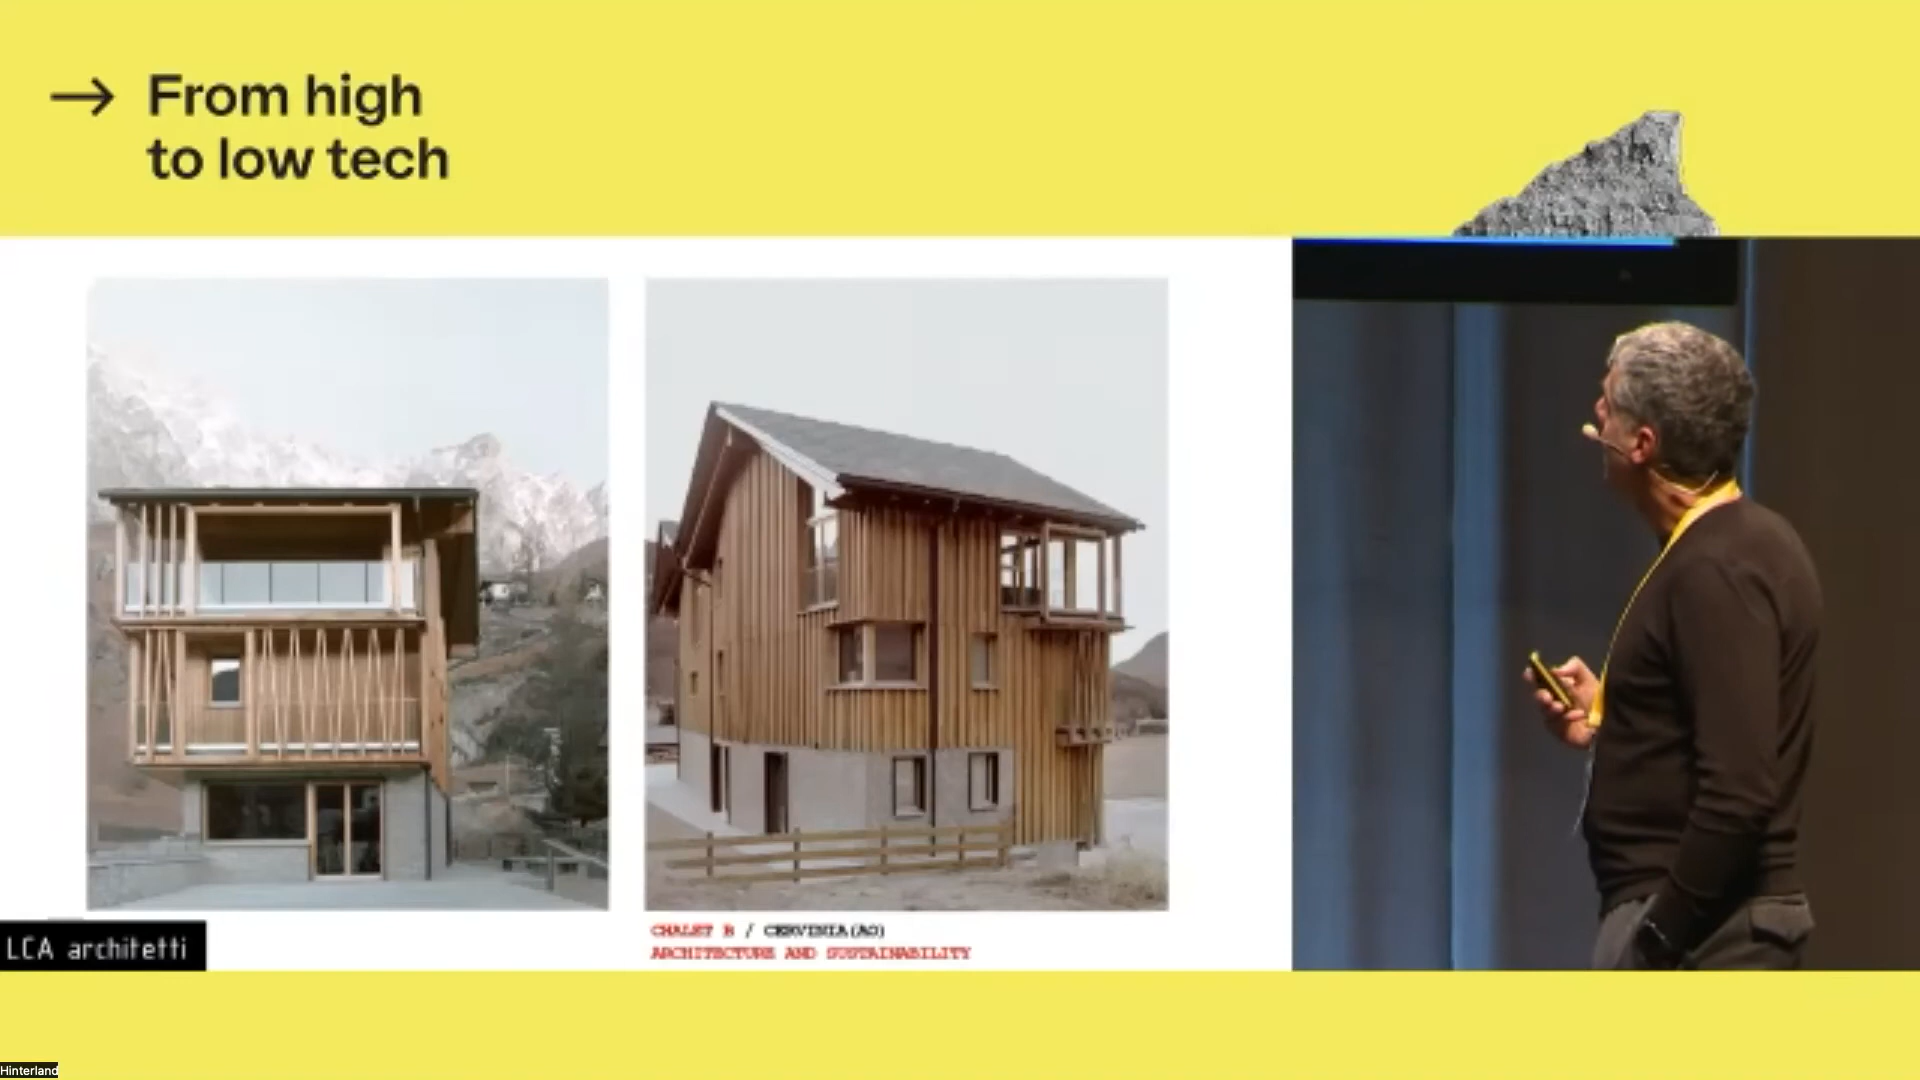 From high
to low tech
CHALET B / CERVINIA(AO)
ARCHITECTURE AND SUSTAINABILITY
LCA architetti
Hinterland